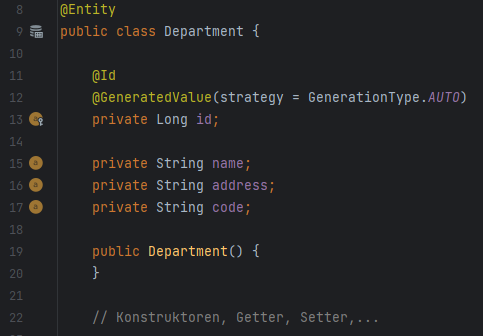 8 @Entity
9 public class Department {
10
11 @Id
12 @GeneratedValue(strategy = GenerationType.AUTO)
13 private Long id;
14
15 private String name;
16 private String address;
17 private String code;
18
19 public Department() {
20 }
21
22 // Konstruktoren, Getter, Setter,...